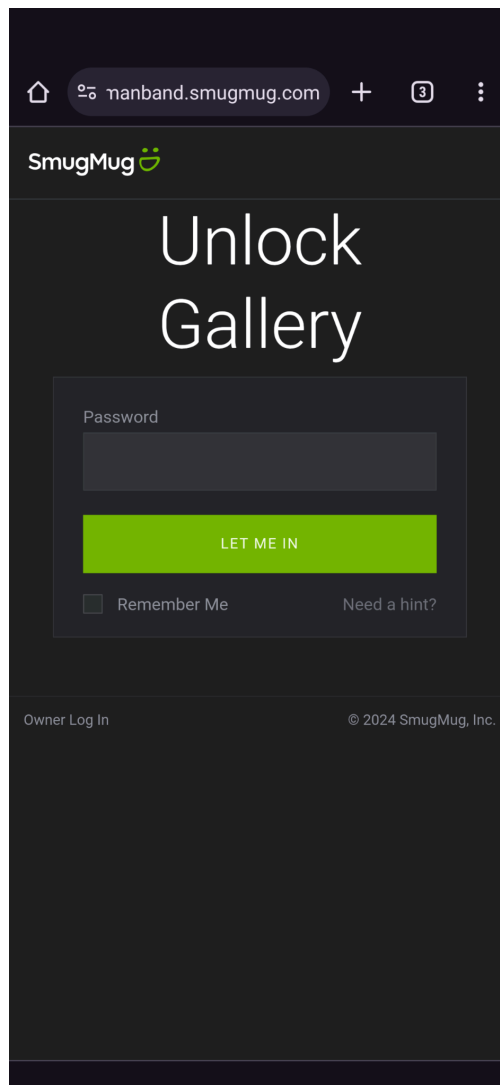 manband.smugmug.com
3
SmugMug
Unlock
Gallery
Password
LET ME IN
Remember Me
Need a hint?
Owner Log In
© 2024 SmugMug, Inc.